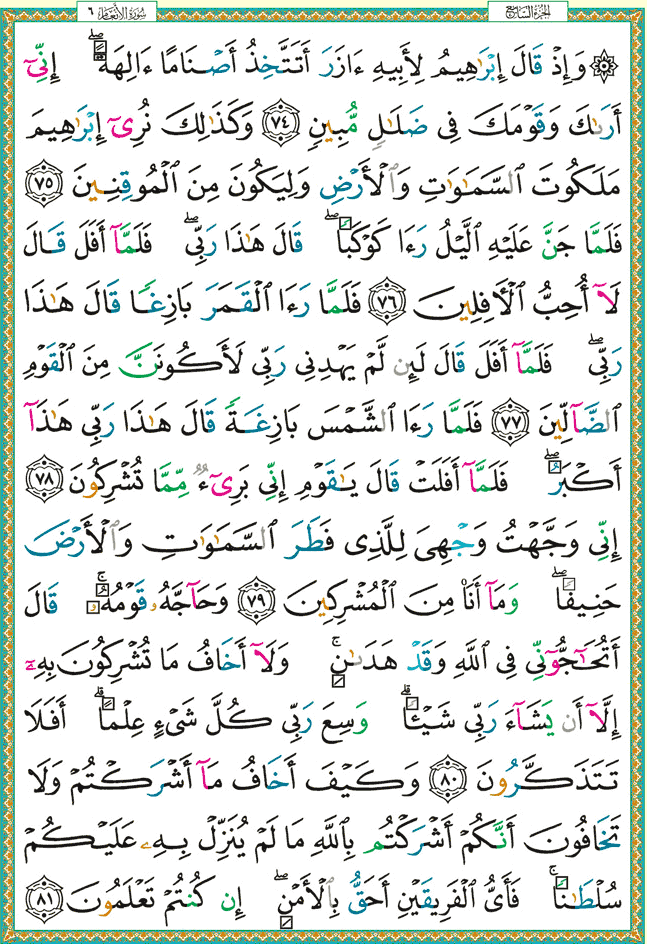 سورة الأنعام ٦
الجزء السابع
۞ وَإِذْ قَالَ إِبْرَٰهِيمُ لِأَبِيهِ ءَازَرَ أَتَتَّخِذُ أَصْنَامًا ءَالِهَةً ۖ إِنِّىٓ
أَرَىٰكَ وَقَوْمَكَ فِى ضَلَٰلٍ مُّبِينٍ ﴿٧٤﴾ وَكَذَٰلِكَ نُرِىٓ إِبْرَٰهِيمَ
مَلَكُوتَ ٱلسَّمَٰوَٰتِ وَٱلْأَرْضِ وَلِيَكُونَ مِنَ ٱلْمُوقِنِينَ ﴿٧٥﴾
فَلَمَّا جَنَّ عَلَيْهِ ٱلَّيْلُ رَءَا كَوْكَبًا ۖ قَالَ هَٰذَا رَبِّى ۖ فَلَمَّآ أَفَلَ قَالَ
لَآ أُحِبُّ ٱلْءَافِلِينَ ﴿٧٦﴾ فَلَمَّا رَءَا ٱلْقَمَرَ بَازِغًا قَالَ هَٰذَا
رَبِّى ۖ فَلَمَّآ أَفَلَ قَالَ لَئِن لَّمْ يَهْدِنِى رَبِّى لَأَكُونَنَّ مِنَ ٱلْقَوْمِ
ٱلضَّآلِّينَ ﴿٧٧﴾ فَلَمَّا رَءَا ٱلشَّمْسَ بَازِغَةً قَالَ هَٰذَا رَبِّى هَٰذَآ
أَكْبَرُ ۖ فَلَمَّآ أَفَلَتْ قَالَ يَٰقَوْمِ إِنِّى بَرِىٓءٌ مِّمَّا تُشْرِكُونَ ﴿٧٨﴾
إِنِّى وَجَّهْتُ وَجْهِىَ لِلَّذِى فَطَرَ ٱلسَّمَٰوَٰتِ وَٱلْأَرْضَ
حَنِيفًا ۖ وَمَآ أَنَا۠ مِنَ ٱلْمُشْرِكِينَ ﴿٧٩﴾ وَحَآجَّهُۥ قَوْمُهُۥ ۚ قَالَ
أَتُحَٰٓجُّوٓنِّى فِى ٱللَّهِ وَقَدْ هَدَىٰنِ ۚ وَلَآ أَخَافُ مَا تُشْرِكُونَ بِهِۦٓ
إِلَّآ أَن يَشَآءَ رَبِّى شَيْـًٔا ۗ وَسِعَ رَبِّى كُلَّ شَىْءٍ عِلْمًا ۗ أَفَلَا
تَتَذَكَّرُونَ ﴿٨٠﴾ وَكَيْفَ أَخَافُ مَآ أَشْرَكْتُمْ وَلَا
تَخَافُونَ أَنَّكُمْ أَشْرَكْتُم بِٱللَّهِ مَا لَمْ يُنَزِّلْ بِهِۦ عَلَيْكُمْ
سُلْطَٰنًا ۚ فَأَىُّ ٱلْفَرِيقَيْنِ أَحَقُّ بِٱلْأَمْنِ ۖ إِن كُنتُمْ تَعْلَمُونَ ﴿٨١﴾